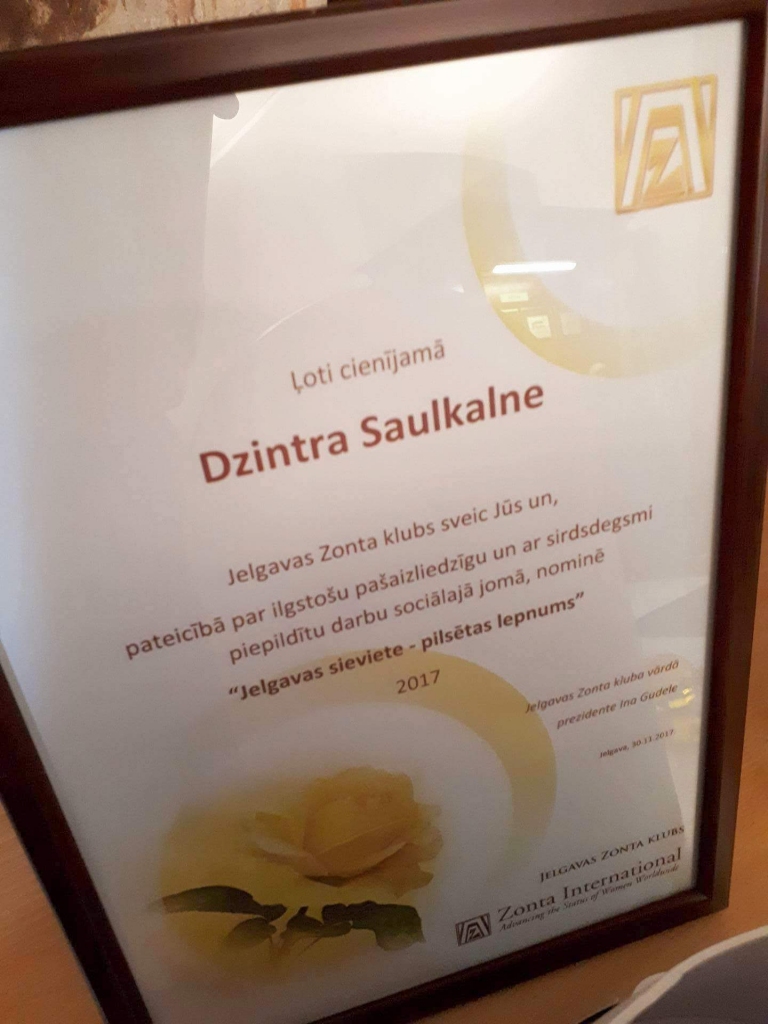 Ļoti cienījamā
Dzintra Saulkalne
Jelgavas Zonta klubs sveic Jūs un,
pateicībā par ilgstošu pašaizliedzīgu un ar sirdsdegsmi
piepildītu darbu sociālajā jomā, nominē
“Jelgavas sieviete - pilsētas lepnums”
2017
Jelgavas Zonta kluba vārdā
prezidente Ina Gudele
Jelgava, 30.11.2017
JELGAVAS ZONTA KLUBS
Zonta International
Advancing the Status of Women Worldwide